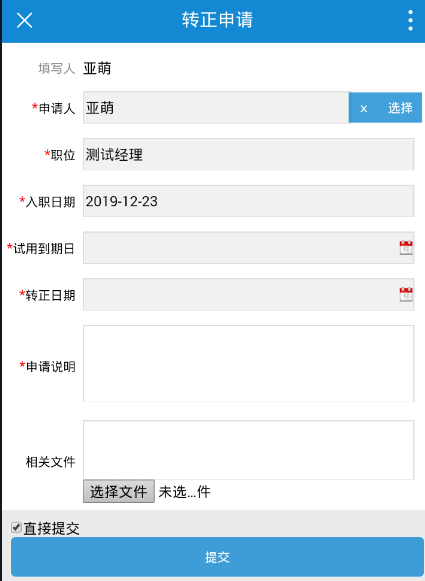 转正申请
填写人 亚萌
*申请人 亚萌 x 选择
*职位 测试经理
*入职日期 2019-12-23
*试用到期日
*转正日期
*申请说明
相关文件
选择文件 未选...件
直接提交
提交